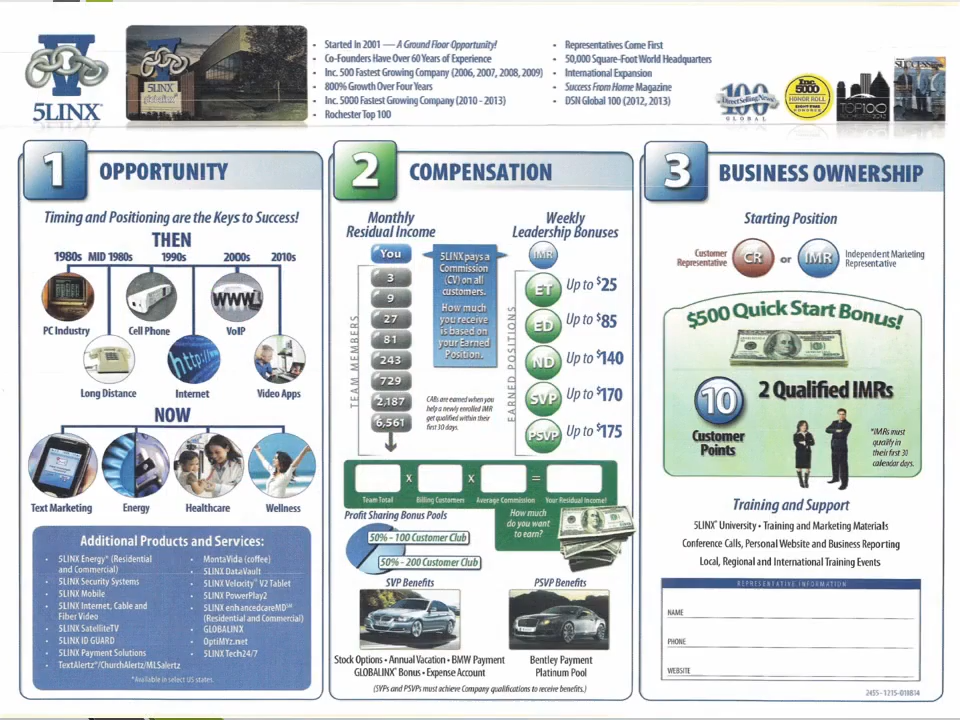 5LINX™
5LINX
• Started In 2001 — A Ground Floor Opportunity!
• Co-Founders Have Over 60 Years of Experience
• Inc. 500 Fastest Growing Company (2006, 2007, 2008, 2009)
• 800% Growth Over Four Years
• Inc. 5000 Fastest Growing Company (2010 - 2013)
• Rochester Top 100
• Representatives Come First
• 50,000 Square-Foot World Headquarters
• International Expansion
• Success From Home Magazine
• DSN Global 100 (2012, 2013)
100
Direct Selling News
GLOBAL
Inc.
5000
HONOR ROLL
TOP100
SUCCESS
1 OPPORTUNITY
Timing and Positioning are the Keys to Success!
THEN
1980s MID 1980s 1990s 2000s 2010s
WWW.
PC Industry Cell Phone VoIP
http://
Long Distance Internet Video Apps
NOW
Text Marketing Energy Healthcare Wellness
Additional Products and Services:
• 5LINX Energy* (Residential
and Commercial)
• 5LINX Security Systems
• 5LINX Mobile
• 5LINX Internet, Cable and
Fiber Video
• 5LINX SatelliteTV
• 5LINX ID GUARD
• 5LINX Payment Solutions
• TextAlertz®/ChurchAlertz/MLSalertz
• MontaVida (coffee)
• 5LINX DataVault
• 5LINX Velocity® V2 Tablet
• 5LINX PowerPlay2
• 5LINX enhancedcareMD℠
(Residential and Commercial)
• GLOBALINX
• OptiMYz.net
• 5LINX Tech24/7
*Available in select US states.
2 COMPENSATION
Monthly
Residual Income
You
3
9
27
81
243
729
2,187
6,561
TEAM MEMBERS
5LINX pays a
Commission
(CV) on all
customers.
How much
you receive
is based on
your Earned
Position.
CABs are earned when you
help a newly enrolled IMR
get qualified within their
first 30 days.
Weekly
Leadership Bonuses
IMR
EARNED POSITIONS
ET Up to $25
ED Up to $85
ND Up to $140
SVP Up to $170
PSVP Up to $175
x x =
Team Total Billing Customers Average Commission Your Residual Income!
How much
do you want
to earn?
Profit Sharing Bonus Pools
50% - 100 Customer Club
50% - 200 Customer Club
SVP Benefits
Stock Options • Annual Vacation • BMW Payment
GLOBALINX® Bonus • Expense Account
PSVP Benefits
Bentley Payment
Platinum Pool
(SVPs and PSVPs must achieve Company qualifications to receive benefits.)
3 BUSINESS OWNERSHIP
Starting Position
Customer
Representative
CR or IMR
Independent Marketing
Representative
$500 Quick Start Bonus!
10
Customer
Points
2 Qualified IMRs
*IMRs must
qualify in
their first 30
calendar days.
Training and Support
5LINX® University • Training and Marketing Materials
Conference Calls, Personal Website and Business Reporting
Local, Regional and International Training Events
REPRESENTATIVE INFORMATION
NAME
PHONE
WEBSITE
2455-1215-010814